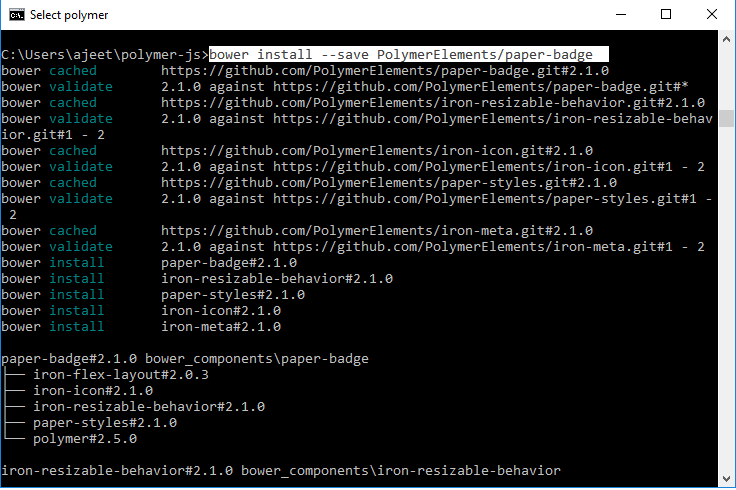 Select polymer
C:\Users\ajeet\polymer-js>bower install --save PolymerElements/paper-badge
bower cached        https://github.com/PolymerElements/paper-badge.git#2.1.0
bower validate      2.1.0 against https://github.com/PolymerElements/paper-badge.git#*
bower cached        https://github.com/PolymerElements/iron-resizable-behavior.git#2.1.0
bower validate      2.1.0 against https://github.com/PolymerElements/iron-resizable-behav
ior.git#1 - 2
bower cached        https://github.com/PolymerElements/iron-icon.git#2.1.0
bower validate      2.1.0 against https://github.com/PolymerElements/iron-icon.git#1 - 2
bower cached        https://github.com/PolymerElements/paper-styles.git#2.1.0
bower validate      2.1.0 against https://github.com/PolymerElements/paper-styles.git#1 -
 2
bower cached        https://github.com/PolymerElements/iron-meta.git#2.1.0
bower validate      2.1.0 against https://github.com/PolymerElements/iron-meta.git#1 - 2
bower install       paper-badge#2.1.0
bower install       iron-resizable-behavior#2.1.0
bower install       paper-styles#2.1.0
bower install       iron-icon#2.1.0
bower install       iron-meta#2.1.0
paper-badge#2.1.0 bower_components\paper-badge
├── iron-flex-layout#2.0.3
├── iron-icon#2.1.0
├── iron-resizable-behavior#2.1.0
├── paper-styles#2.1.0
└── polymer#2.5.0
iron-resizable-behavior#2.1.0 bower_components\iron-resizable-behavior